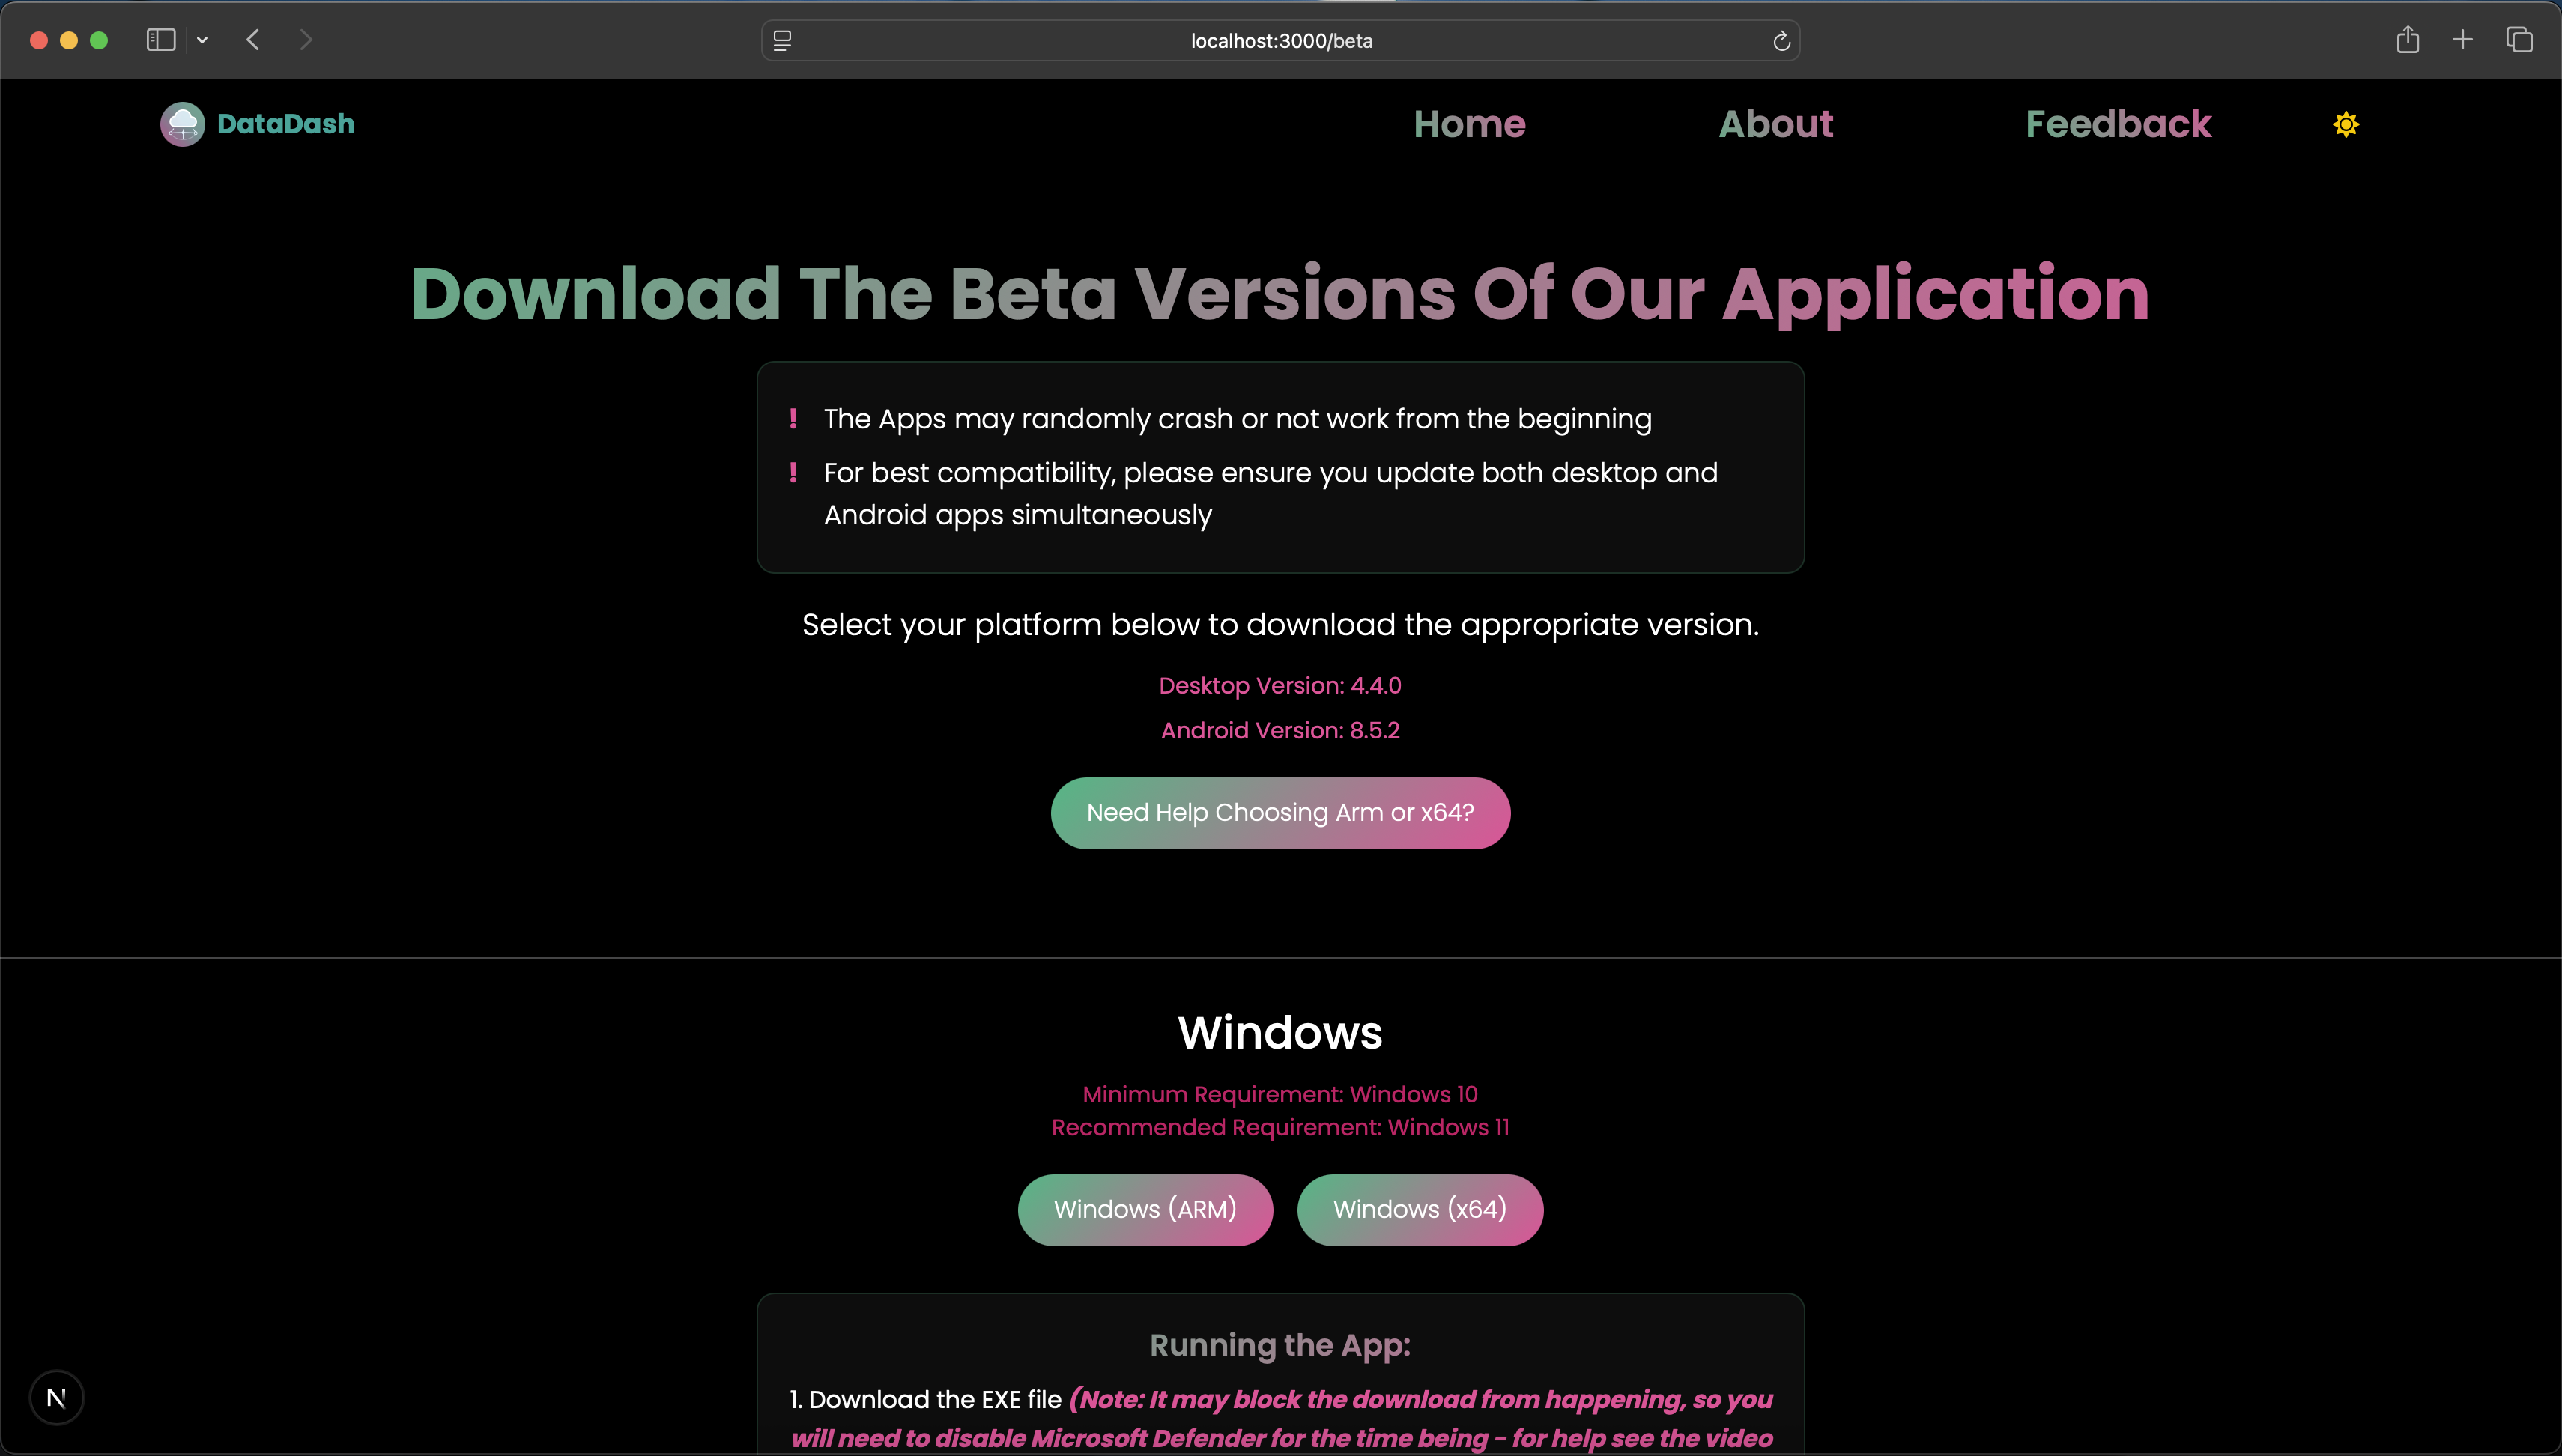 localhost:3000/beta
DataDash
Home
About
Feedback
Download The Beta Versions Of Our Application
! The Apps may randomly crash or not work from the beginning
! For best compatibility, please ensure you update both desktop and
Android apps simultaneously
Select your platform below to download the appropriate version.
Desktop Version: 4.4.0
Android Version: 8.5.2
Need Help Choosing Arm or x64?
Windows
Minimum Requirement: Windows 10
Recommended Requirement: Windows 11
Windows (ARM)
Windows (x64)
Running the App:
1. Download the EXE file (Note: It may block the download from happening, so you
will need to disable Microsoft Defender for the time being - for help see the video
N